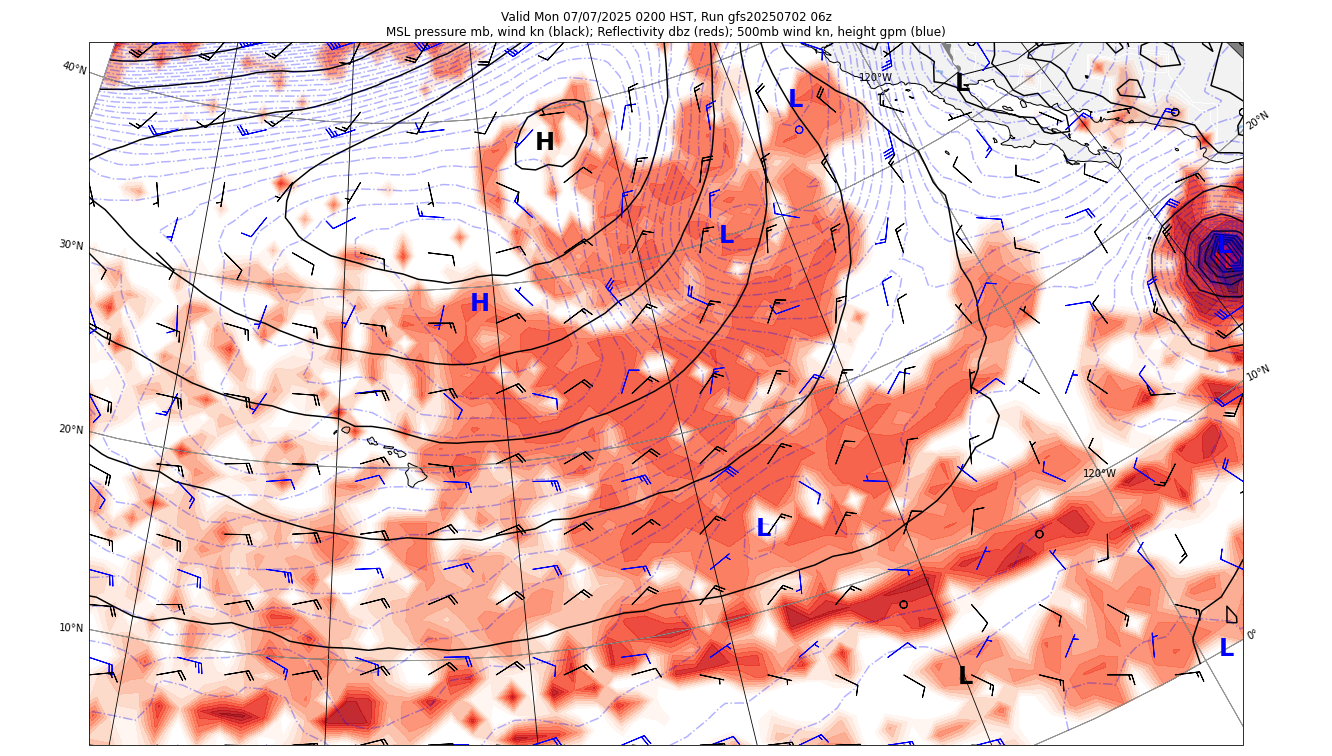 Valid Mon 07/07/2025 0200 HST, Run gfs20250702 06z
MSL pressure mb, wind kn (black); Reflectivity dbz (reds); 500mb wind kn, height gpm (blue)
40°N
120°W
L
L
20°N
H
30°N
L
L
H
10°N
20°N
120°W
L
10°N
0°
L
L